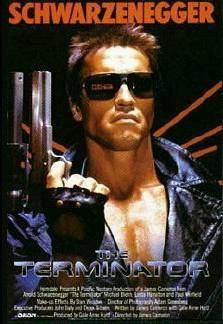 SCHWARZENEGGER
THE
TERMINATOR
Hemdale Presents A Pacific Western Production of a James Cameron Film
Arnold Schwarzenegger "The Terminator" Michael Biehn, Linda Hamilton and Paul Winfield
Make-up Effects By Stan Winston Director of Photography Adam Greenberg
Executive Producers John Daly and Derek Gibson Written by James Cameron with Gale Anne Hurd
ORION Produced by Gale Anne Hurd Directed by James Cameron